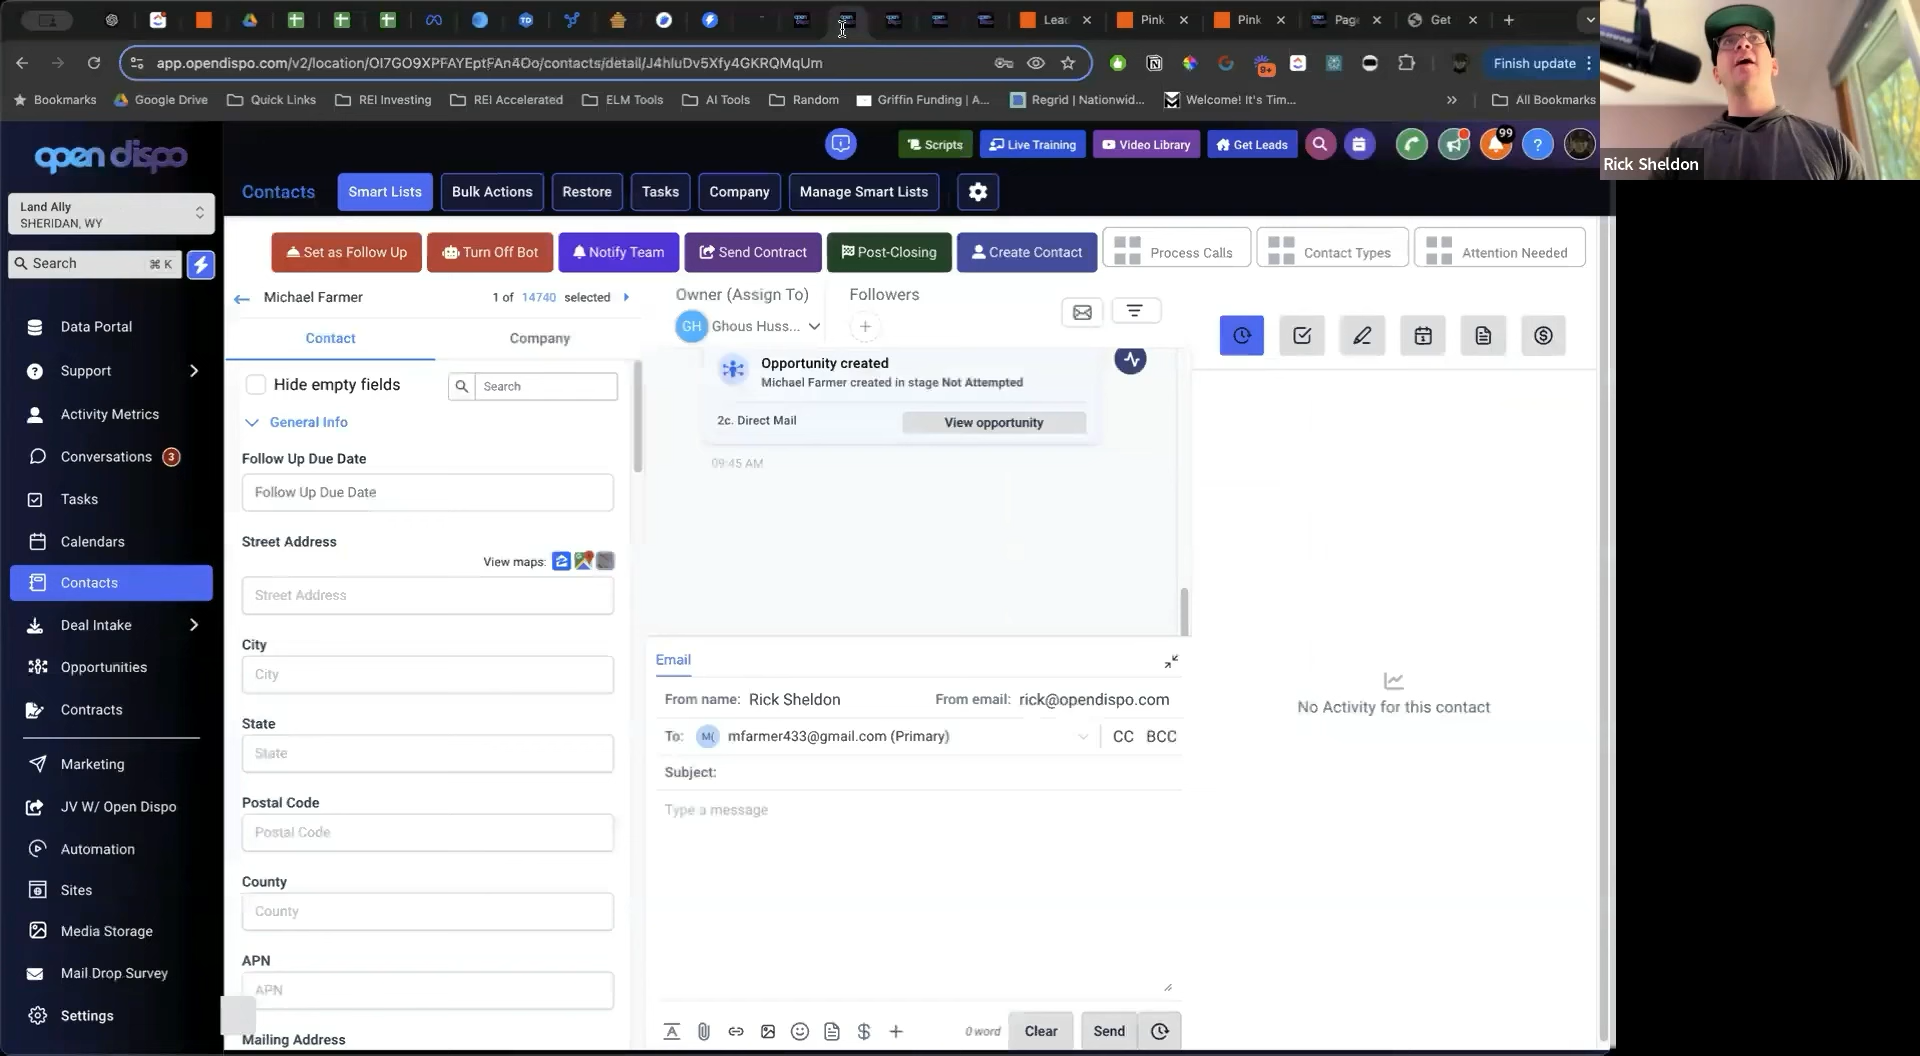 Lead
Pink
Pink
Page
Get
app.opendispo.com/v2/location/OI7GO9XPFAYEptFAn4Do/contacts/detail/J4hluDv5Xfy4GKRQMqUm
9+
Finish update
Bookmarks
Google Drive
Quick Links
REI Investing
REI Accelerated
ELM Tools
AI Tools
Random
Griffin Funding | A...
Regrid | Nationwid...
Welcome! It's Tim...
All Bookmarks
Rick Sheldon
open dispo
Scripts
Live Training
Video Library
Get Leads
99
?
Land Ally
SHERIDAN, WY
Contacts
Smart Lists
Bulk Actions
Restore
Tasks
Company
Manage Smart Lists
Search
⌘ K
Set as Follow Up
Turn Off Bot
Notify Team
Send Contract
Post-Closing
Create Contact
Process Calls
Contact Types
Attention Needed
Data Portal
Support
Activity Metrics
Conversations 3
Tasks
Calendars
Contacts
Deal Intake
Opportunities
Contracts
Marketing
JV W/ Open Dispo
Automation
Sites
Media Storage
Mail Drop Survey
Settings
Michael Farmer
1 of 14740 selected
Contact
Company
Hide empty fields
Search
General Info
Follow Up Due Date
Follow Up Due Date
Street Address
View maps:
Street Address
City
City
State
State
Postal Code
Postal Code
County
County
APN
APN
Mailing Address
Owner (Assign To)
Followers
GH Ghous Huss...
Opportunity created
Michael Farmer created in stage Not Attempted
2c. Direct Mail
View opportunity
09:45 AM
Email
From name: Rick Sheldon
From email: rick@opendispo.com
To: M( mfarmer433@gmail.com (Primary)
CC BCC
Subject:
Type a message
0 word
Clear
Send
No Activity for this contact